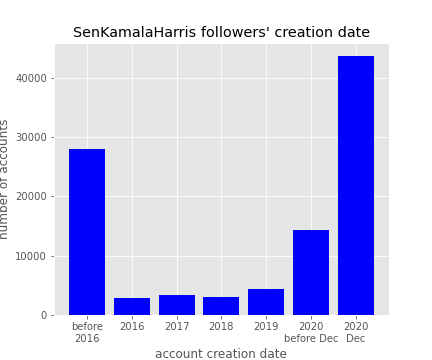 SenKamalaHarris followers' creation date
number of accounts
40000
30000
20000
10000
0
before
2016
2016
2017
2018
2019
2020
before Dec
2020
Dec
account creation date